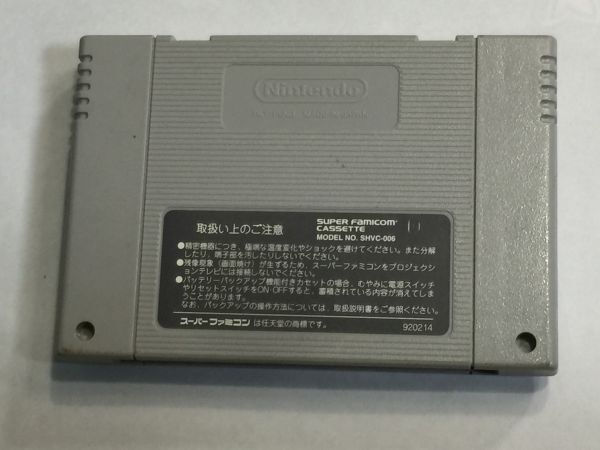 Nintendo
取扱い上のご注意
SUPER FAMICOM
CASSETTE
MODEL NO. SHVC-006
●精密機器につき、極端な温度変化やショックを避けてください。また分解
したり、端子部を汚したりしないでください。
●残像現象（画面焼け）が生ずるため、スーパーファミコンをプロジェクシ
ョンテレビには接続しないでください。
●バッテリーバックアップ機能付きカセットの場合、むやみに電源スイッチ
やリセットスイッチをON・OFFすると、蓄積されている内容が消えてしま
うことがあります。
なお、バックアップの操作方法については、取扱説明書をご参照ください。
スーパーファミコンは任天堂の商標です。
920214